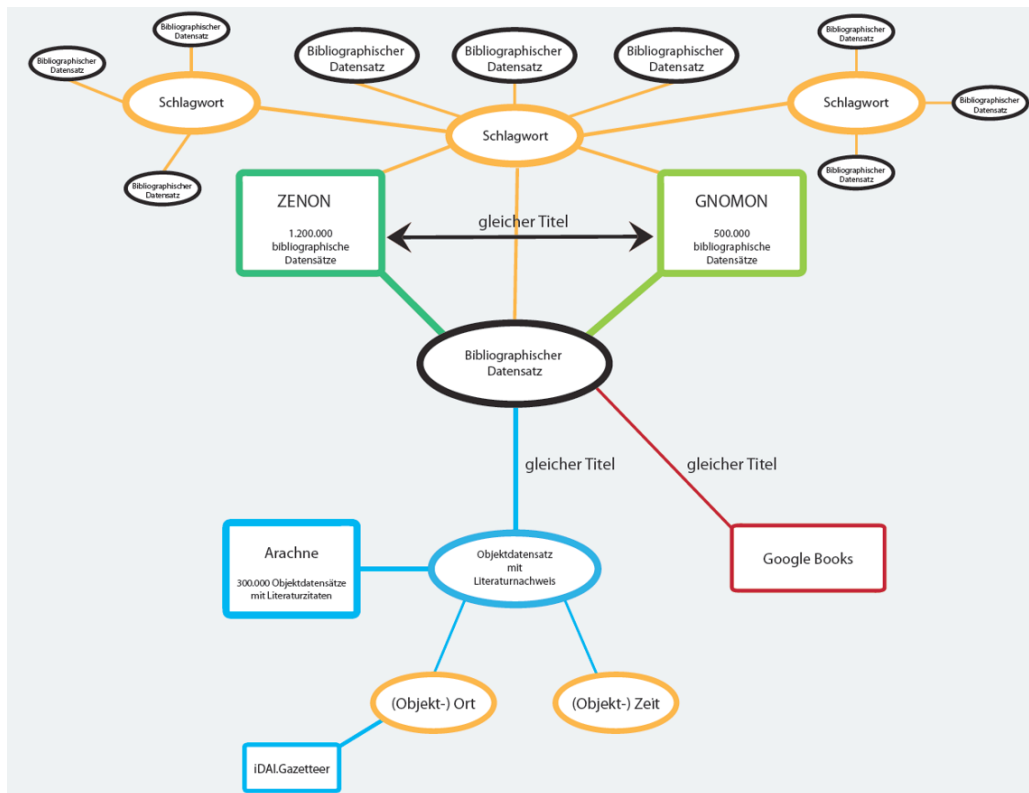 Bibliographischer
Datensatz
Bibliographischer
Datensatz
Bibliographischer
Datensatz
Bibliographischer
Datensatz
Bibliographischer
Datensatz
Bibliographischer
Datensatz
Bibliographischer
Datensatz
Schlagwort
Schlagwort
Schlagwort
Bibliographischer
Datensatz
Bibliographischer
Datensatz
Bibliographischer
Datensatz
ZENON
1.200.000
bibliographische
Datensätze
gleicher Titel
GNOMON
500.000
bibliographische
Datensätze
Bibliographischer
Datensatz
gleicher Titel
gleicher Titel
Arachne
300.000 Objektdatensätze
mit Literaturzitaten
Objektdatensatz
mit
Literaturnachweis
Google Books
(Objekt-) Ort
(Objekt-) Zeit
iDAI.Gazetteer